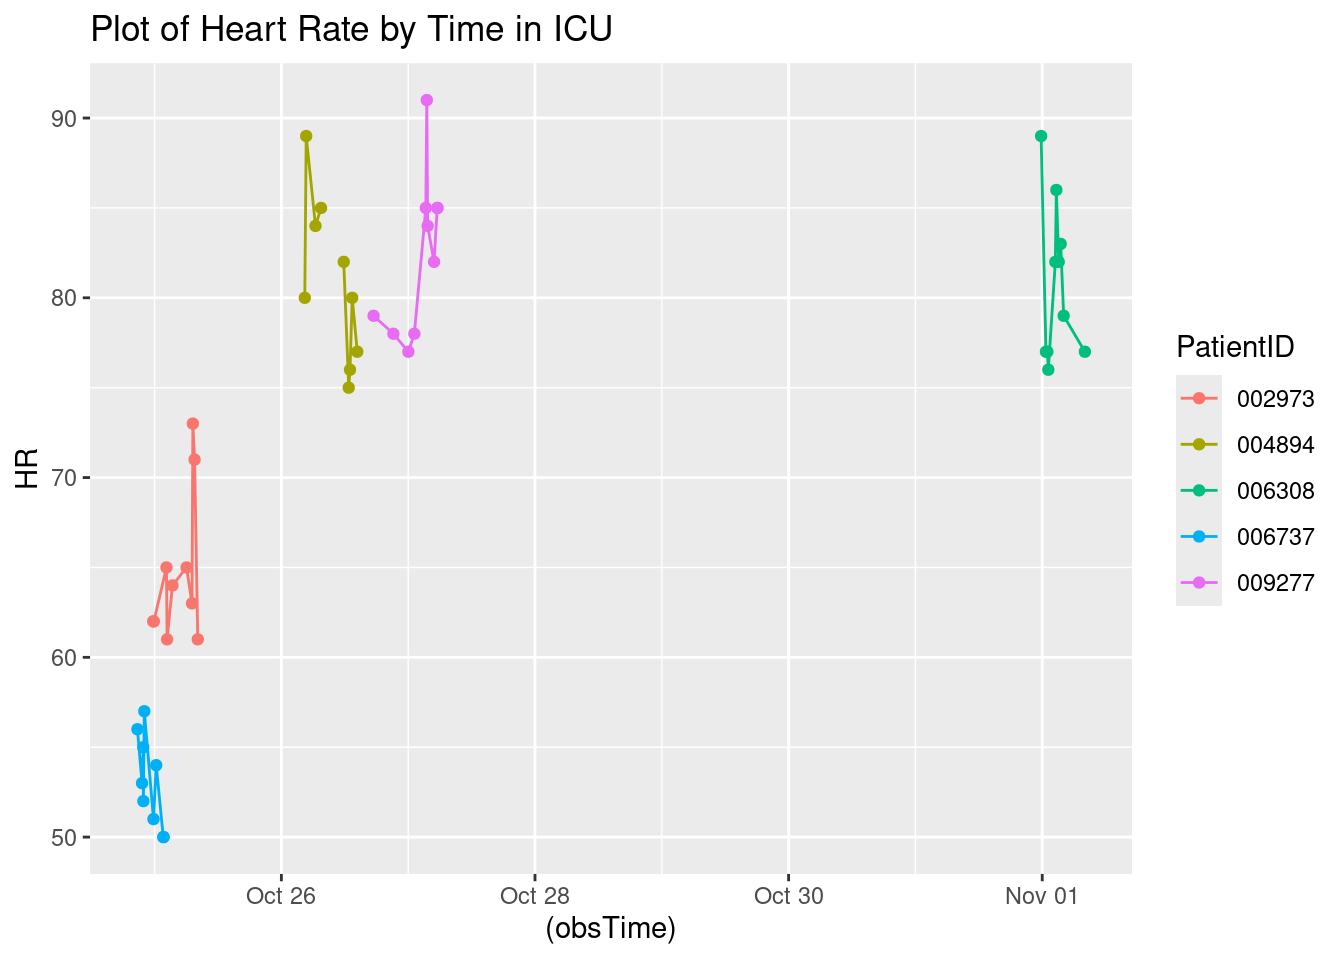 Plot of Heart Rate by Time in ICU
90
80
70
60
50
HR
Oct 26
Oct 28
Oct 30
Nov 01
(obsTime)
PatientID
002973
004894
006308
006737
009277